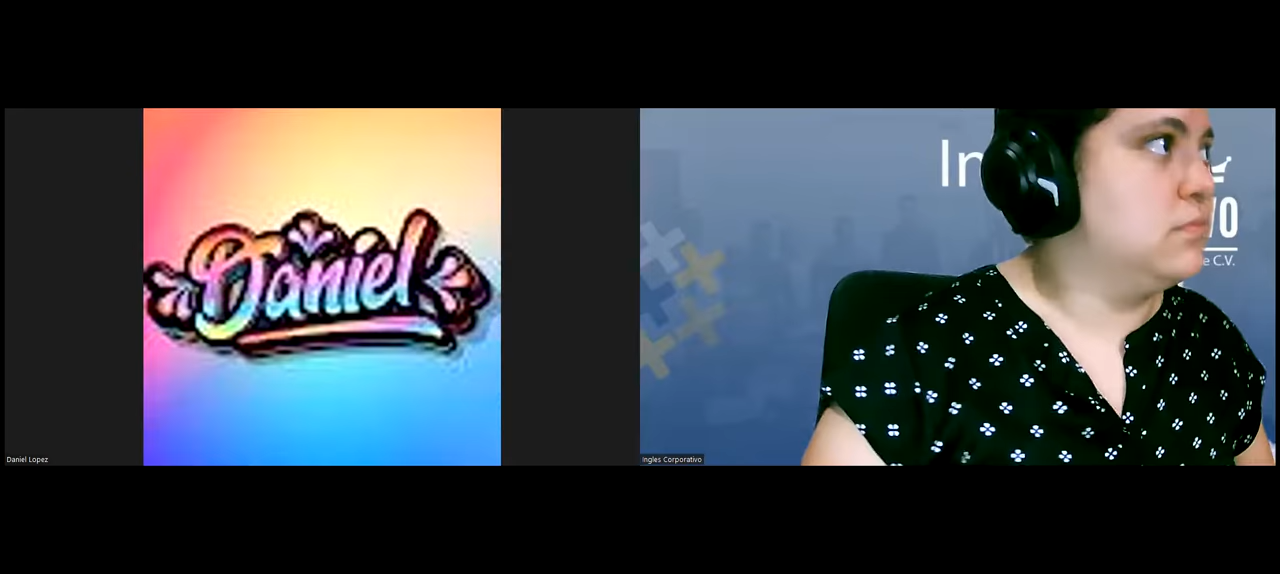 Daniel
Daniel Lopez
In
e C.V.
Ingles Corporativo